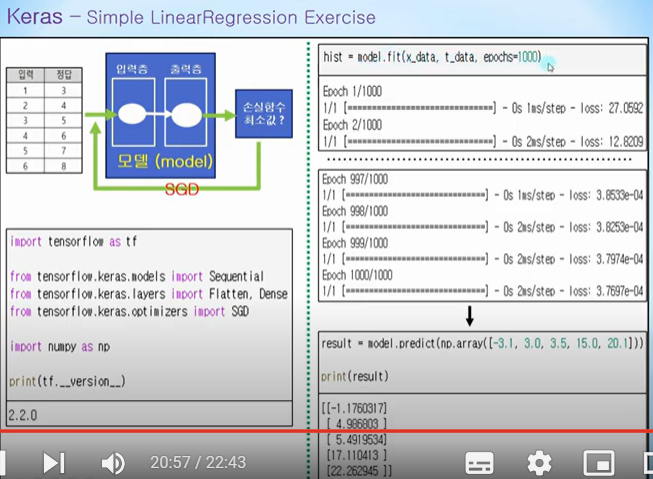 Keras – Simple LinearRegression Exercise
입력 정답
1 3
2 4
3 5
4 6
5 7
6 8
입력층 출력층
모델 (model)
손실함수
최소값 ?
SGD
import tensorflow as tf
from tensorflow.keras.models import Sequential
from tensorflow.keras.layers import Flatten, Dense
from tensorflow.keras.optimizers import SGD
import numpy as np
print(tf.__version__)
2.2.0
hist = model.fit(x_data, t_data, epochs=1000)
Epoch 1/1000
1/1 [==============================] - 0s 1ms/step - loss: 27.0592
Epoch 2/1000
1/1 [==============================] - 0s 2ms/step - loss: 12.8209
Epoch 997/1000
1/1 [==============================] - 0s 1ms/step - loss: 3.8533e-04
Epoch 998/1000
1/1 [==============================] - 0s 2ms/step - loss: 3.8253e-04
Epoch 999/1000
1/1 [==============================] - 0s 2ms/step - loss: 3.7974e-04
Epoch 1000/1000
1/1 [==============================] - 0s 2ms/step - loss: 3.7697e-04
result = model.predict(np.array([-3.1, 3.0, 3.5, 15.0, 20.1]))
print(result)
[[-1.1760317]
[ 4.986803 ]
[ 5.4919534]
[17.110413 ]
[22.262945 ]]
20:57 / 22:43